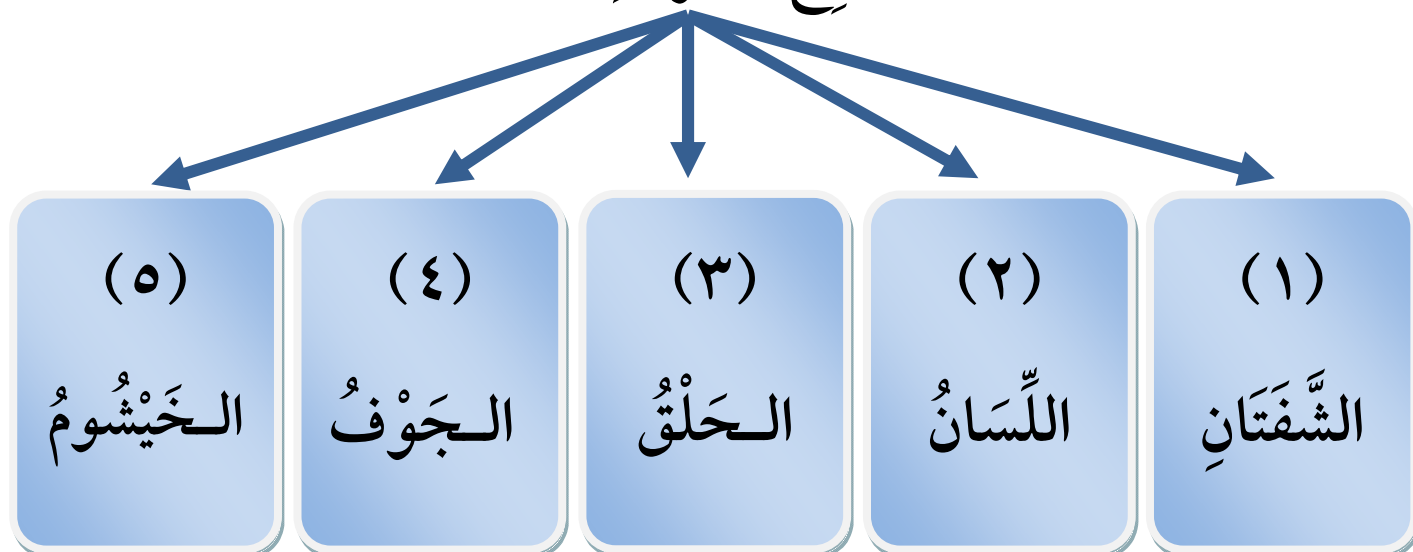 (١)
الشَّفَتَانِ
(٢)
اللِّسَانُ
(٣)
الـحَلْقُ
(٤)
الـجَوْفُ
(٥)
الـخَيْشُومُ